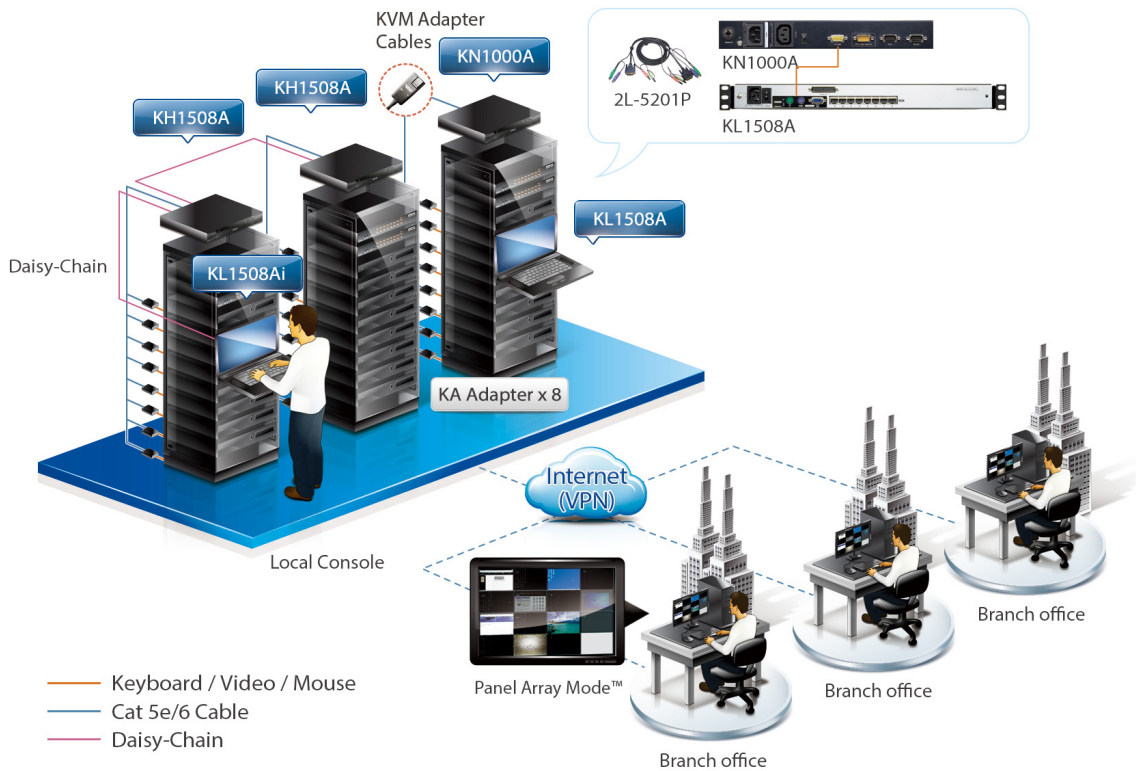 KVM Adapter
Cables
KN1000A
KH1508A
KH1508A
KN1000A
2L-5201P
KL1508A
KL1508A
Daisy-Chain
KL1508Ai
KA Adapter x 8
Internet
(VPN)
Local Console
Branch office
Panel Array Mode™
Branch office
Branch office
Keyboard / Video / Mouse
Cat 5e/6 Cable
Daisy-Chain